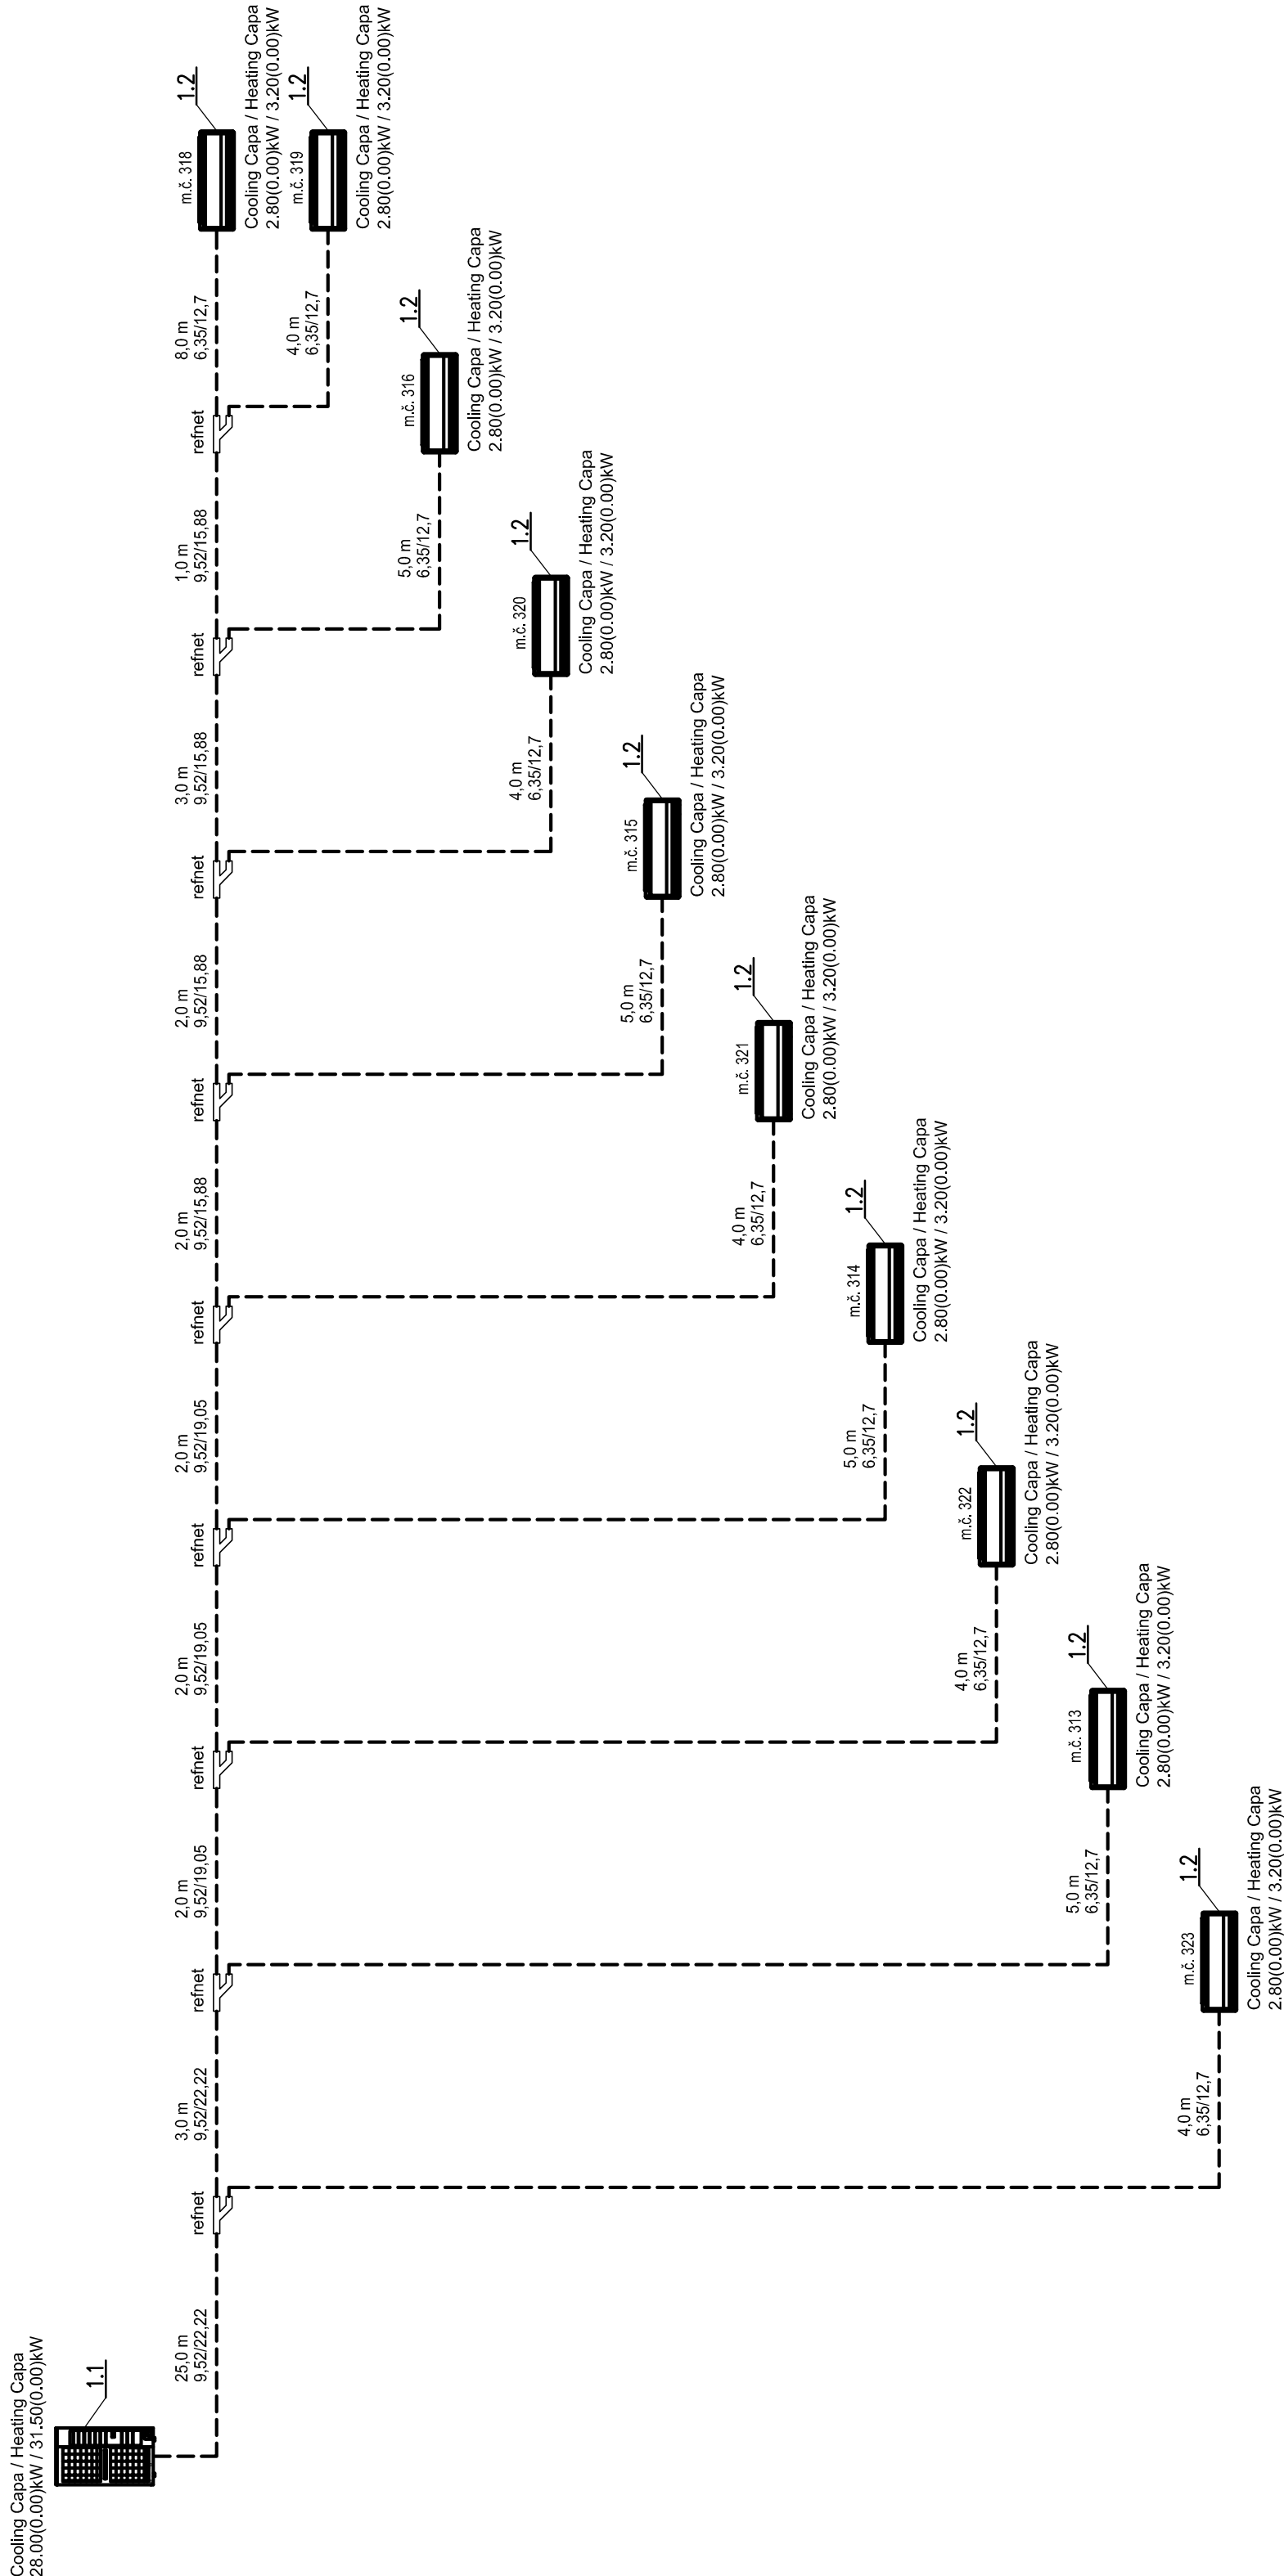 Cooling Capa / Heating Capa
28.00(0.00)kW / 31.50(0.00)kW
1.1
25,0 m
9,52/22,22
refnet
3,0 m
9,52/22,22
refnet
2,0 m
9,52/19,05
refnet
2,0 m
9,52/19,05
refnet
2,0 m
9,52/19,05
refnet
2,0 m
9,52/15,88
refnet
2,0 m
9,52/15,88
refnet
3,0 m
9,52/15,88
refnet
1,0 m
9,52/15,88
refnet
8,0 m
6,35/12,7
m.č. 318
1.2
Cooling Capa / Heating Capa
2.80(0.00)kW / 3.20(0.00)kW
4,0 m
6,35/12,7
m.č. 319
1.2
Cooling Capa / Heating Capa
2.80(0.00)kW / 3.20(0.00)kW
5,0 m
6,35/12,7
m.č. 316
1.2
Cooling Capa / Heating Capa
2.80(0.00)kW / 3.20(0.00)kW
4,0 m
6,35/12,7
m.č. 320
1.2
Cooling Capa / Heating Capa
2.80(0.00)kW / 3.20(0.00)kW
5,0 m
6,35/12,7
m.č. 315
1.2
Cooling Capa / Heating Capa
2.80(0.00)kW / 3.20(0.00)kW
4,0 m
6,35/12,7
m.č. 321
1.2
Cooling Capa / Heating Capa
2.80(0.00)kW / 3.20(0.00)kW
5,0 m
6,35/12,7
m.č. 314
1.2
Cooling Capa / Heating Capa
2.80(0.00)kW / 3.20(0.00)kW
4,0 m
6,35/12,7
m.č. 322
1.2
Cooling Capa / Heating Capa
2.80(0.00)kW / 3.20(0.00)kW
5,0 m
6,35/12,7
m.č. 313
1.2
Cooling Capa / Heating Capa
2.80(0.00)kW / 3.20(0.00)kW
4,0 m
6,35/12,7
m.č. 323
1.2
Cooling Capa / Heating Capa
2.80(0.00)kW / 3.20(0.00)kW